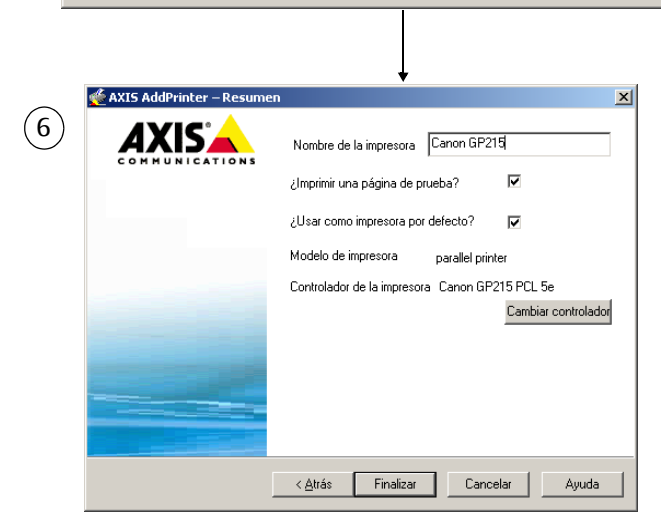 AXIS AddPrinter – Resumen
6
AXIS
COMMUNICATIONS
Nombre de la impresora Canon GP215
¿Imprimir una página de prueba?
¿Usar como impresora por defecto?
Modelo de impresora parallel printer
Controlador de la impresora Canon GP215 PCL 5e
Cambiar controlador
< Atrás Finalizar Cancelar Ayuda